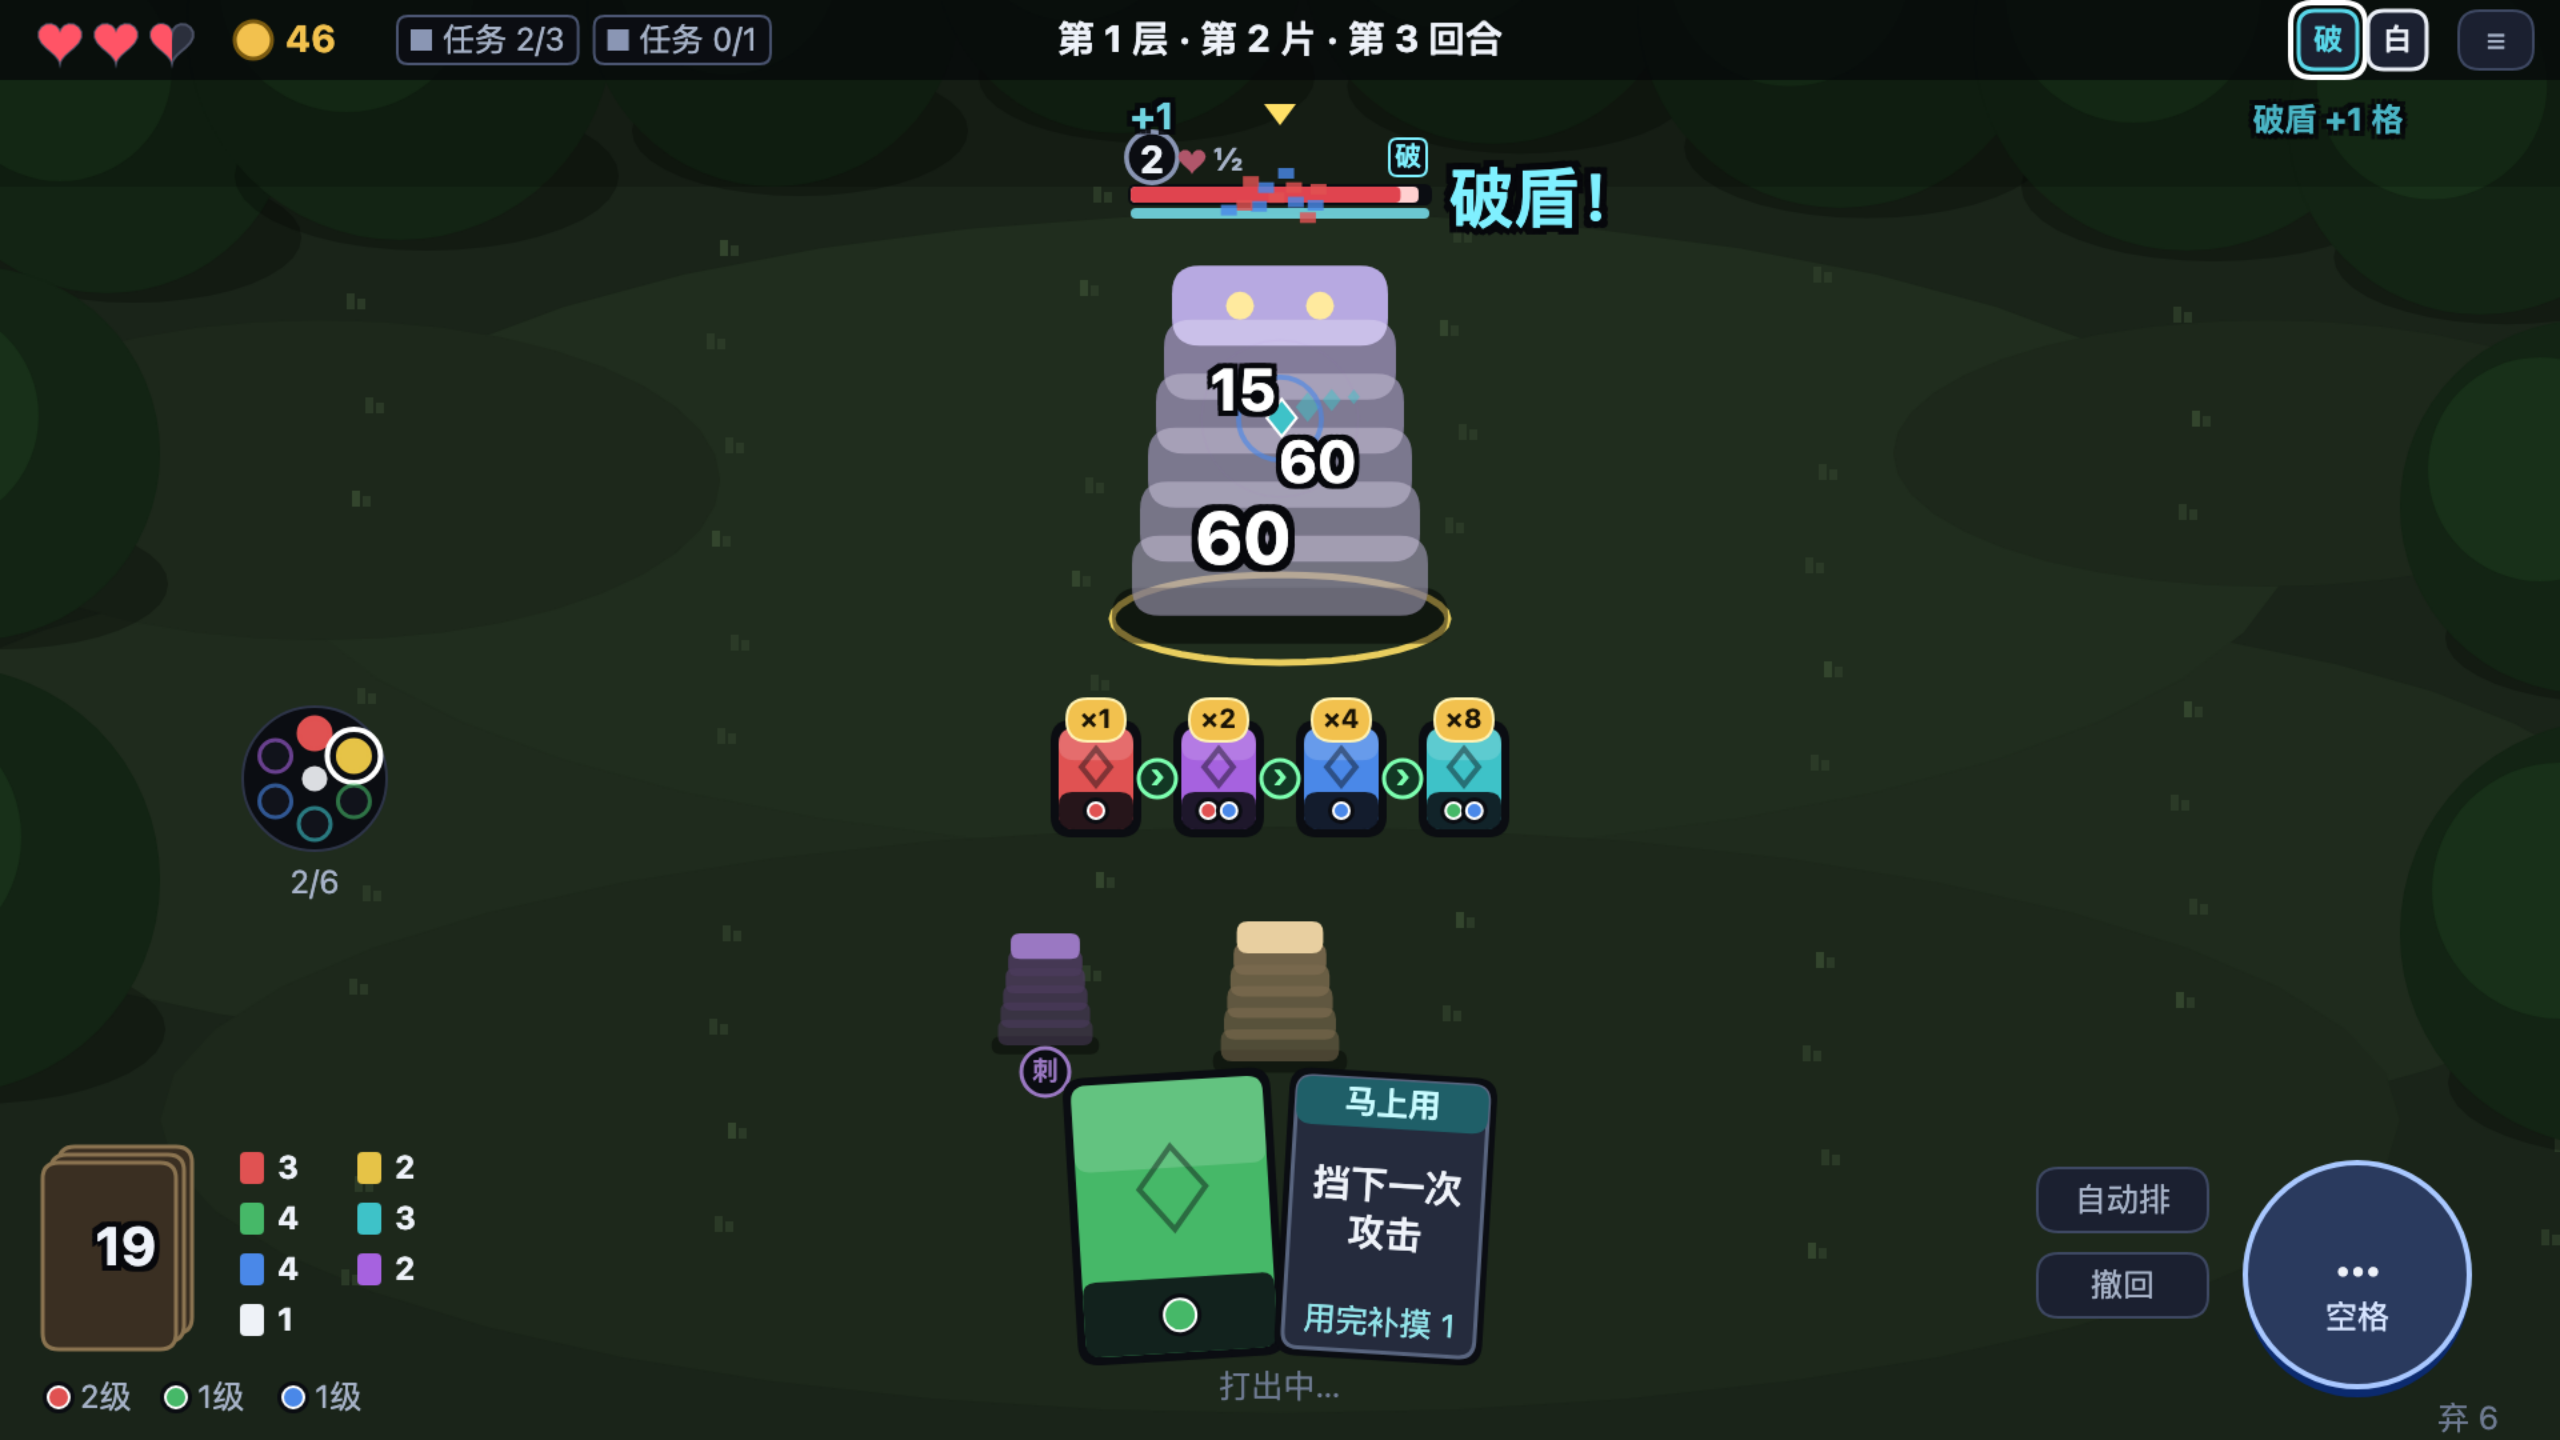 46
任务 2/3
任务 0/1
第 1 层 · 第 2 片 · 第 3 回合
破
白
≡
破盾 +1 格
+1
2
½
破
破盾!
15
60
60
×1
×2
×4
×8
2/6
刺
马上用
挡下一次
攻击
用完补摸 1
打出中...
19
3
2
4
3
4
2
1
2级
1级
1级
自动排
撤回
...
空格
弃 6